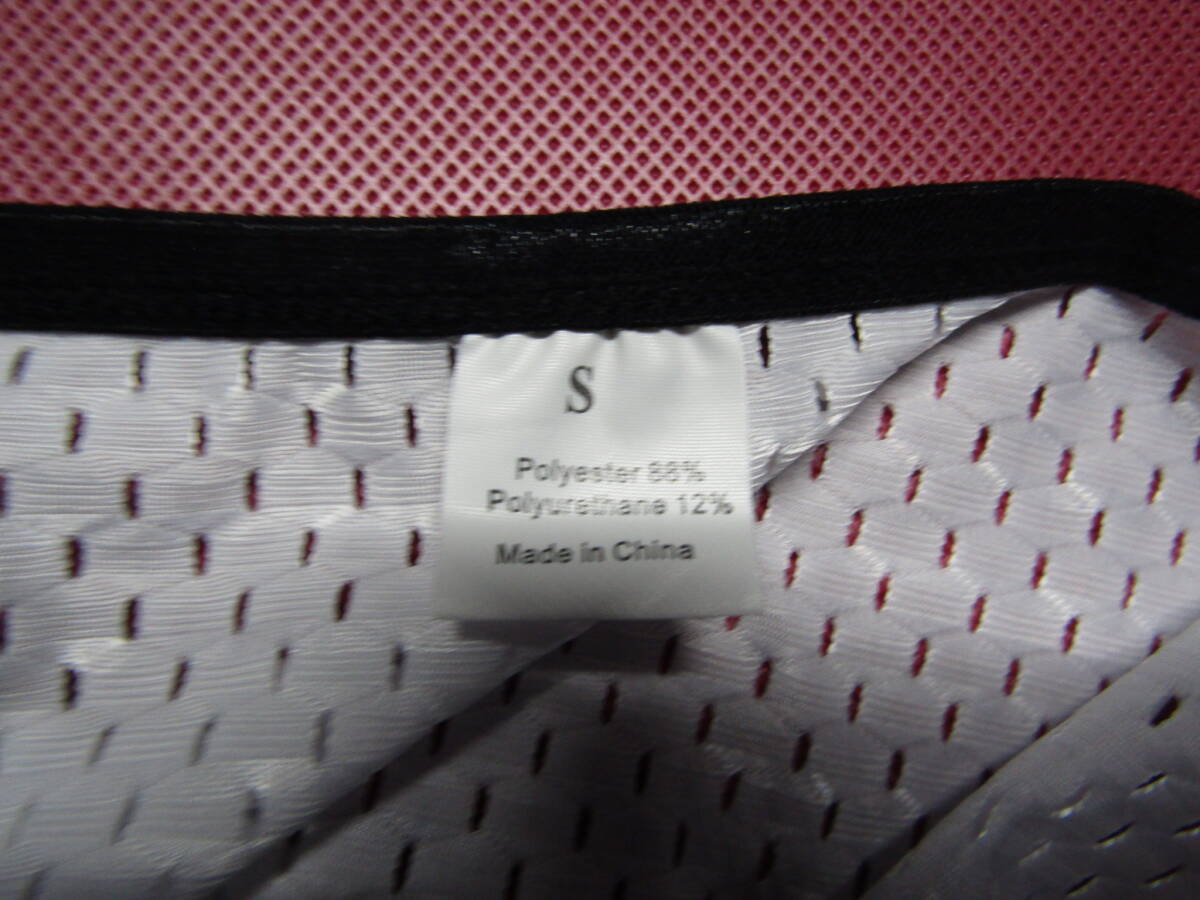 S
Polyester 88%
Polyurethane 12%
Made in China